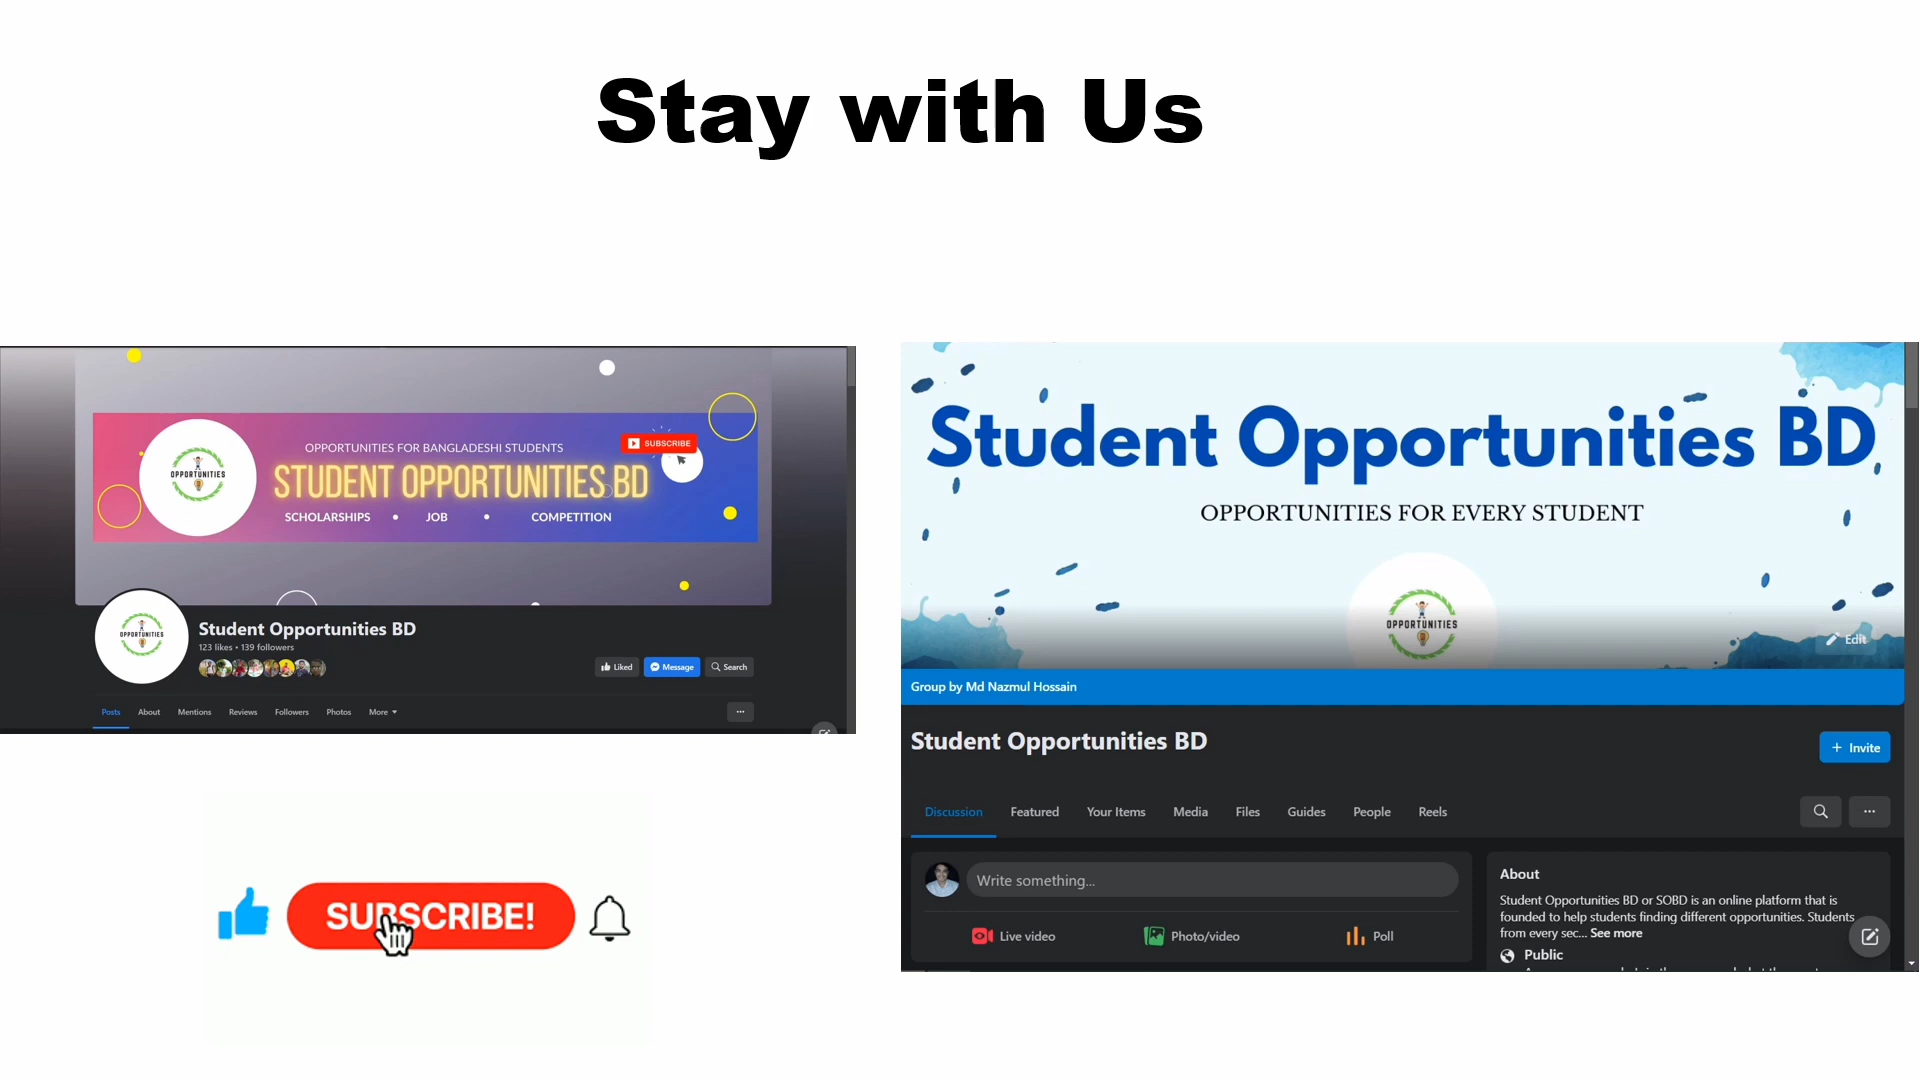 Stay with Us
OPPORTUNITIES FOR BANGLADESHI STUDENTS
SUBSCRIBE
OPPORTUNITIES
STUDENT OPPORTUNITIES BD
SCHOLARSHIPS • JOB • COMPETITION
OPPORTUNITIES
Student Opportunities BD
123 likes • 139 followers
Liked
Message
Search
Posts
About
Mentions
Reviews
Followers
Photos
More
SUBSCRIBE!
Student Opportunities BD
OPPORTUNITIES FOR EVERY STUDENT
OPPORTUNITIES
Edit
Group by Md Nazmul Hossain
Student Opportunities BD
+ Invite
Discussion
Featured
Your Items
Media
Files
Guides
People
Reels
Write something...
Live video
Photo/video
Poll
About
Student Opportunities BD or SOBD is an online platform that is
founded to help students finding different opportunities. Students
from every sec... See more
Public